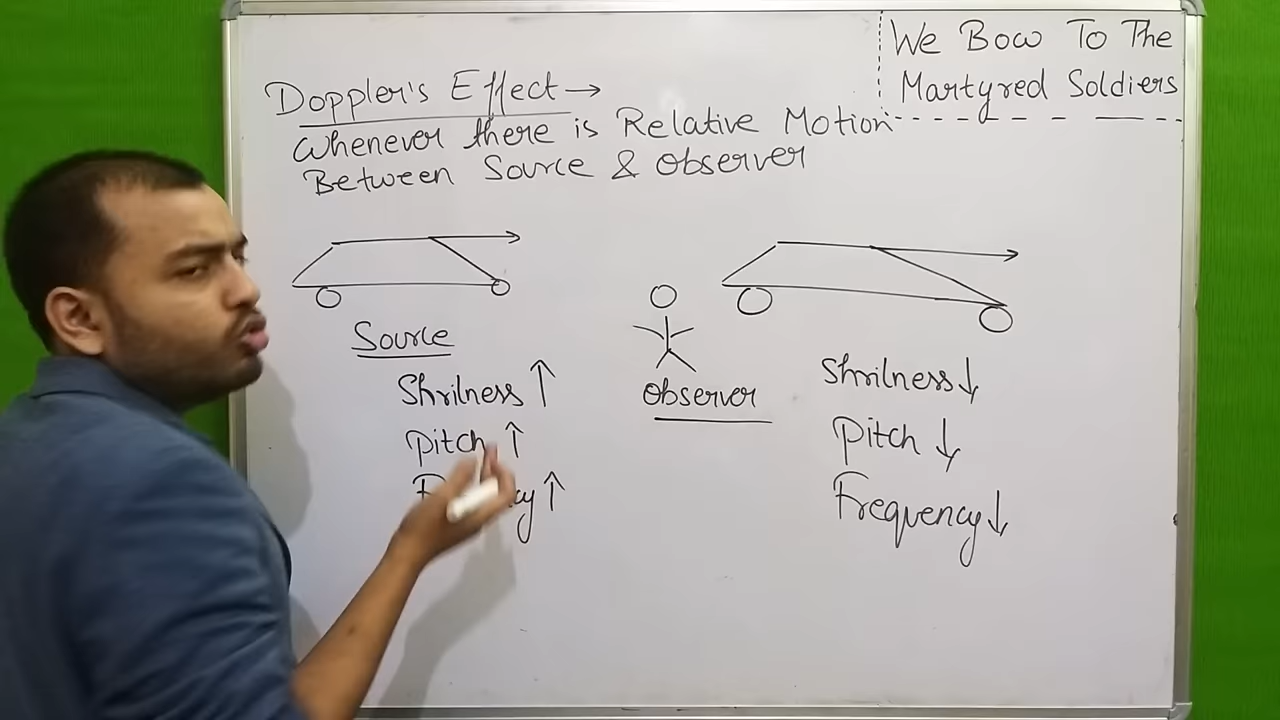 We Bow To The
Martyred Soldiers
Doppler's Effect →
Whenever there is Relative Motion
Between Source & Observer
Source
Shrilness ↑
Pitch ↑
↑
Observer
Shrilness ↓
Pitch ↓
Frequency ↓